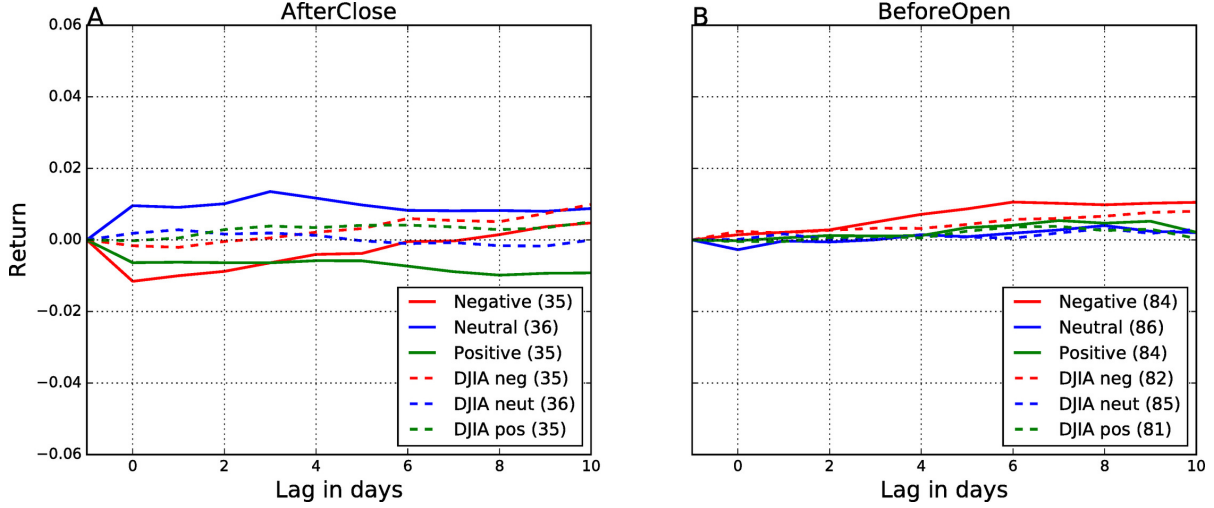 A
AfterClose
0.06
0.04
0.02
0.00
−0.02
−0.04
−0.06
Return
0
2
4
6
8
10
Lag in days
Negative (35)
Neutral (36)
Positive (35)
DJIA neg (35)
DJIA neut (36)
DJIA pos (35)
B
BeforeOpen
0
2
4
6
8
10
Lag in days
Negative (84)
Neutral (86)
Positive (84)
DJIA neg (82)
DJIA neut (85)
DJIA pos (81)